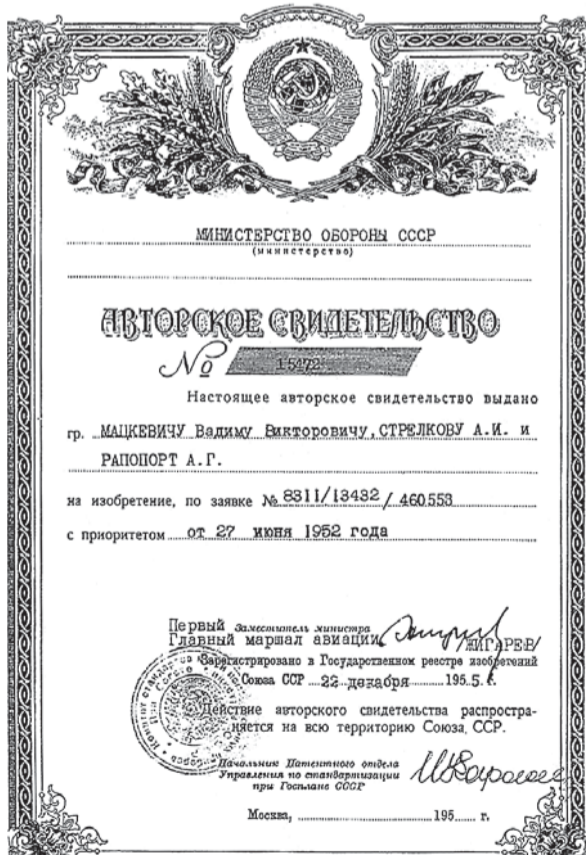 МИНИСТЕРСТВО ОБОРОНЫ СССР
(министерство)
АВТОРСКОЕ СВИДЕТЕЛЬСТВО
№ 15472
Настоящее авторское свидетельство выдано
гр. МАЦКЕВИЧУ Вадиму Викторовичу, СТРЕЛКОВУ А.И. и
РАПОПОРТ А.Г.
на изобретение, по заявке № 8311/13432 / 460553
с приоритетом от 27 июня 1952 года
Первый Заместитель министра
Главный маршал авиации /ЖИГАРЕВ/
Зарегистрировано в Государственном реестре изобретений
Союза ССР 22 декабря 1955 г.
Действие авторского свидетельства распростра-
няется на всю территорию Союза ССР.
Начальник Патентного отдела
Управления по стандартизации
при Госплане СССР
Москва, 195 г.